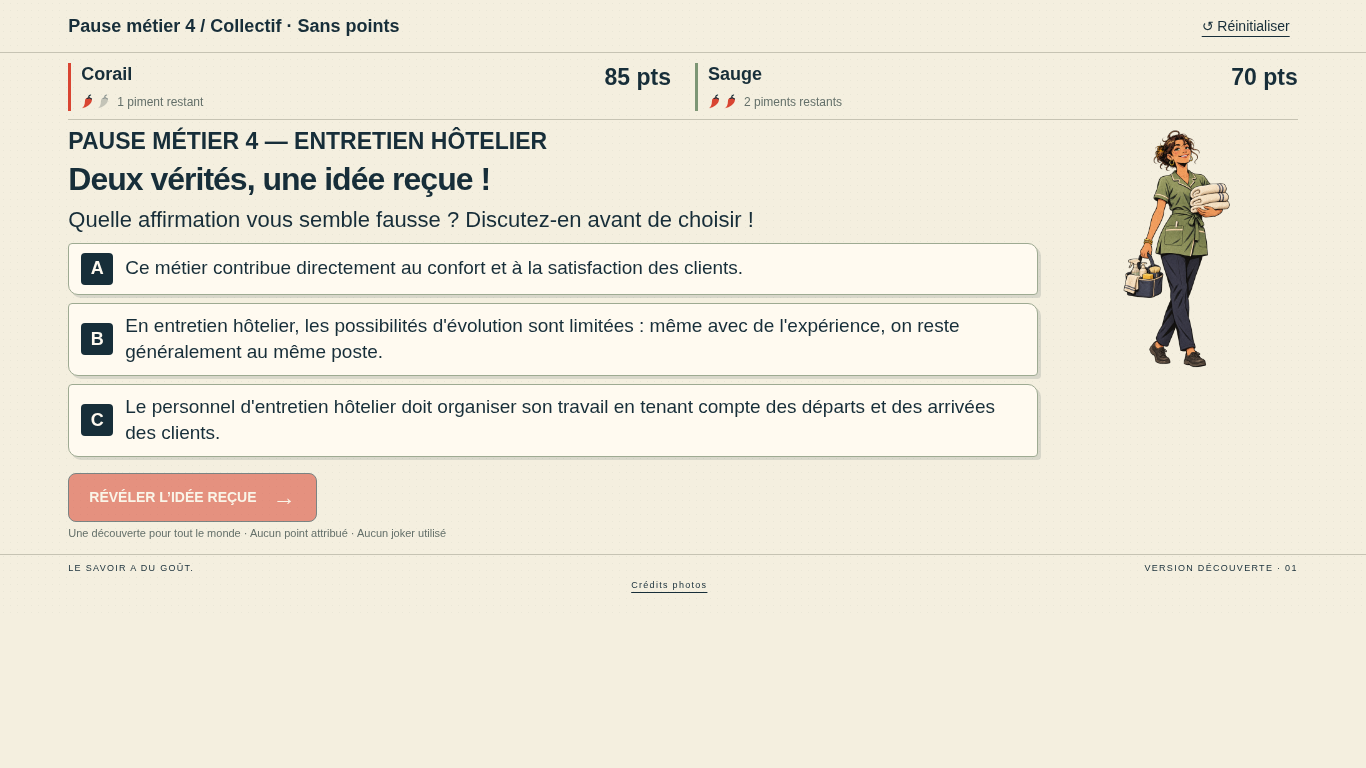 Pause métier 4 / Collectif · Sans points
↺ Réinitialiser
Corail
85 pts
1 piment restant
Sauge
70 pts
2 piments restants
PAUSE MÉTIER 4 — ENTRETIEN HÔTELIER
Deux vérités, une idée reçue !
Quelle affirmation vous semble fausse ? Discutez-en avant de choisir !
A Ce métier contribue directement au confort et à la satisfaction des clients.
B En entretien hôtelier, les possibilités d'évolution sont limitées : même avec de l'expérience, on reste
généralement au même poste.
C Le personnel d'entretien hôtelier doit organiser son travail en tenant compte des départs et des arrivées
des clients.
RÉVÉLER L'IDÉE REÇUE →
Une découverte pour tout le monde · Aucun point attribué · Aucun joker utilisé
LE SAVOIR A DU GOÛT.
VERSION DÉCOUVERTE · 01
Crédits photos